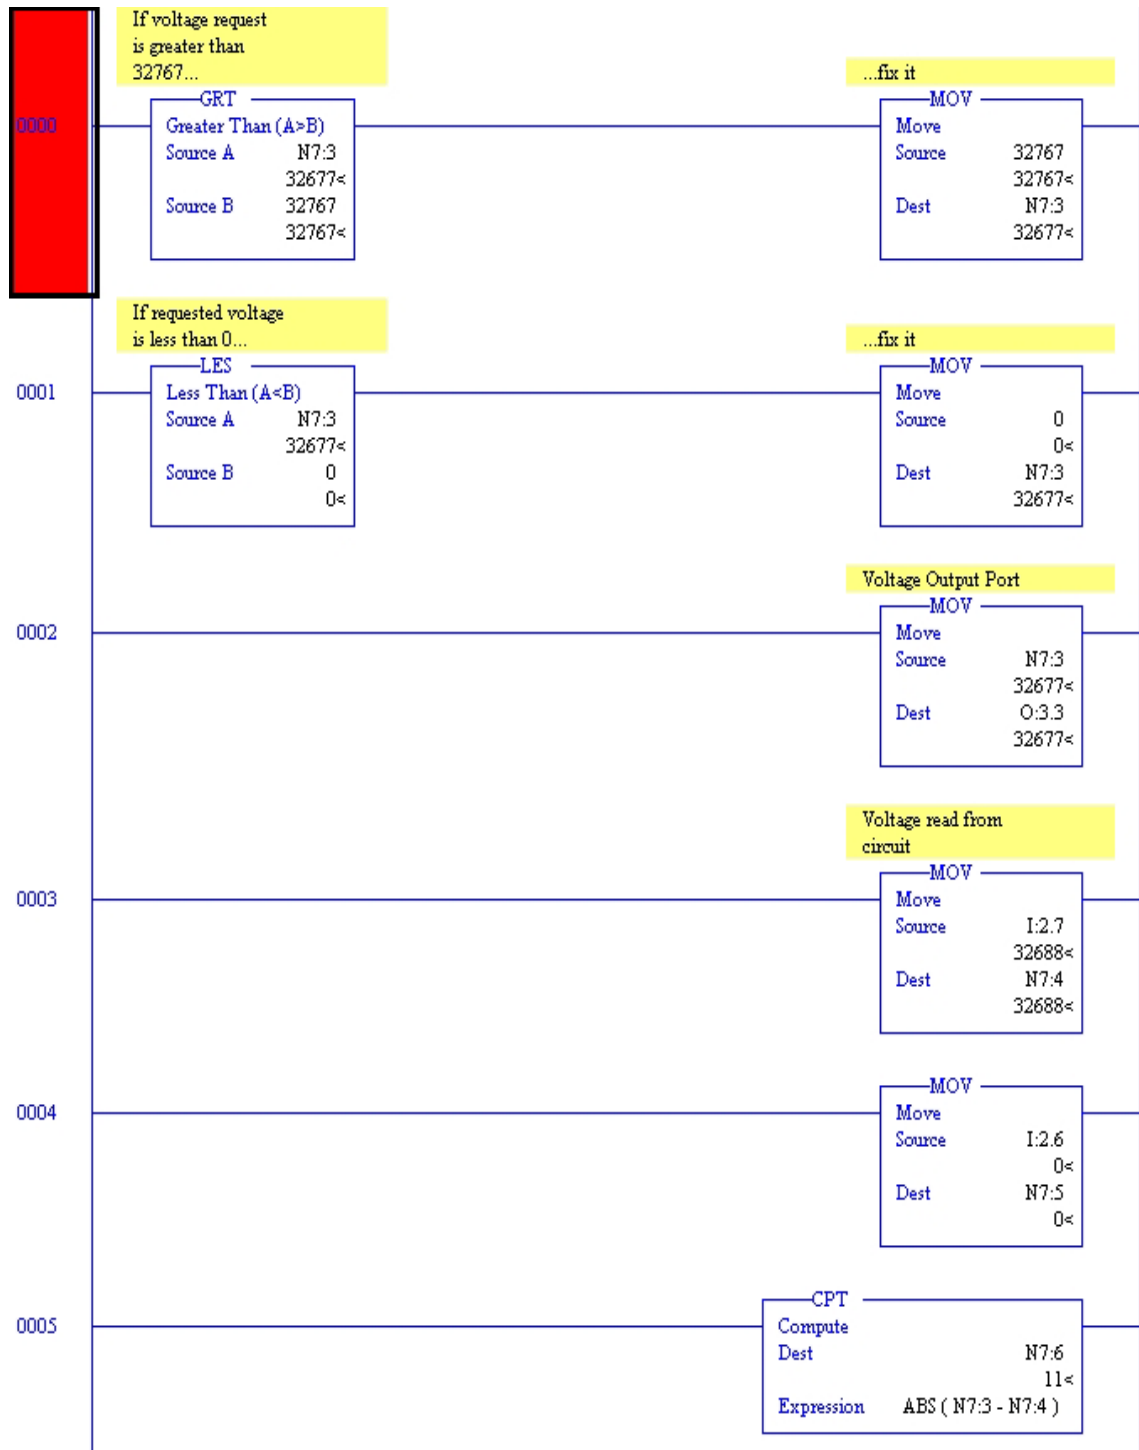 If voltage request
is greater than
32767...
...fix it
0000
GRT
Greater Than (A>B)
Source A N7:3
32677<
Source B 32767
32767<
MOV
Move
Source 32767
32767<
Dest N7:3
32677<
If requested voltage
is less than 0...
...fix it
0001
LES
Less Than (A<B)
Source A N7:3
32677<
Source B 0
0<
MOV
Move
Source 0
0<
Dest N7:3
32677<
Voltage Output Port
0002
MOV
Move
Source N7:3
32677<
Dest O:3.3
32677<
Voltage read from
circuit
0003
MOV
Move
Source I:2.7
32688<
Dest N7:4
32688<
0004
MOV
Move
Source I:2.6
0<
Dest N7:5
0<
0005
CPT
Compute
Dest N7:6
11<
Expression ABS ( N7:3 - N7:4 )